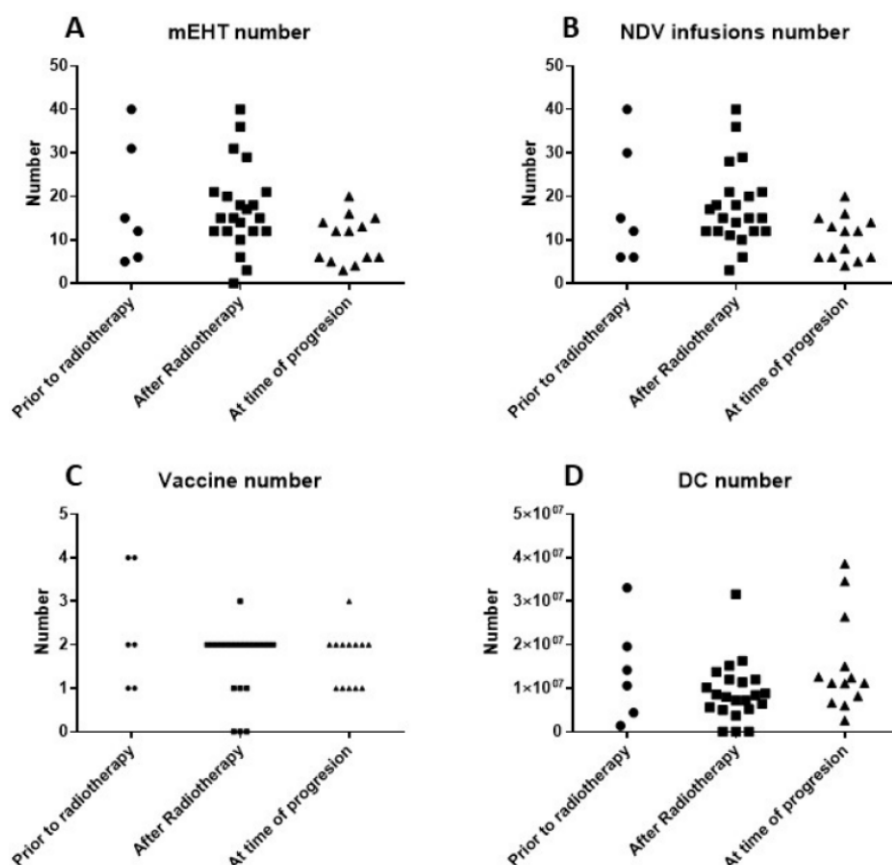 A
mEHT number
50
40
30
20
10
0
Number
Prior to radiotherapy
After Radiotherapy
At time of progresion
B
NDV infusions number
50
40
30
20
10
0
Number
Prior to radiotherapy
After Radiotherapy
At time of progresion
C
Vaccine number
5
4
3
2
1
0
Number
Prior to radiotherapy
After Radiotherapy
At time of progresion
D
DC number
5×10⁰⁷
4×10⁰⁷
3×10⁰⁷
2×10⁰⁷
1×10⁰⁷
0
Number
Prior to radiotherapy
After Radiotherapy
At time of progresion